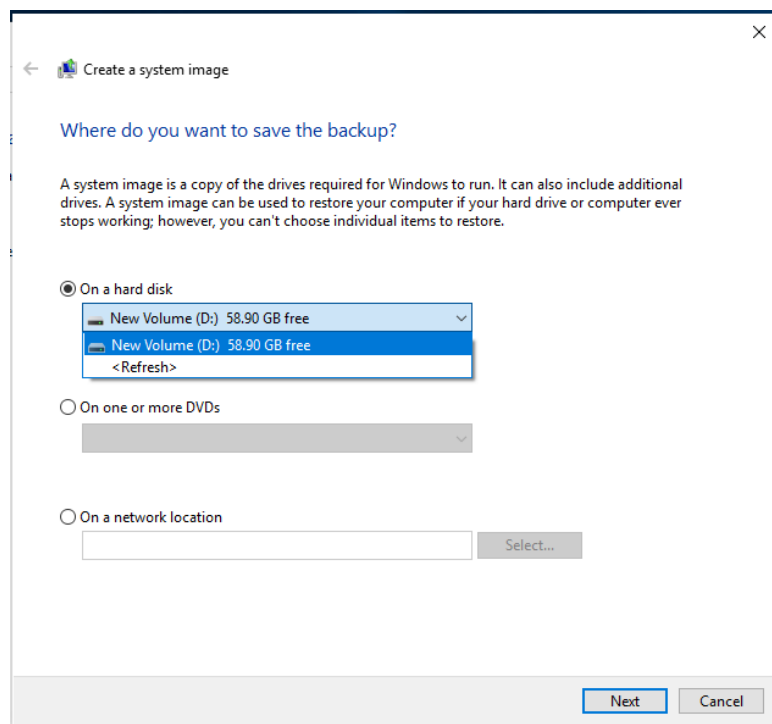 Create a system image
Where do you want to save the backup?
A system image is a copy of the drives required for Windows to run. It can also include additional
drives. A system image can be used to restore your computer if your hard drive or computer ever
stops working; however, you can't choose individual items to restore.
On a hard disk
New Volume (D:)  58.90 GB free
New Volume (D:)  58.90 GB free
<Refresh>
On one or more DVDs
On a network location
Select...
Next
Cancel